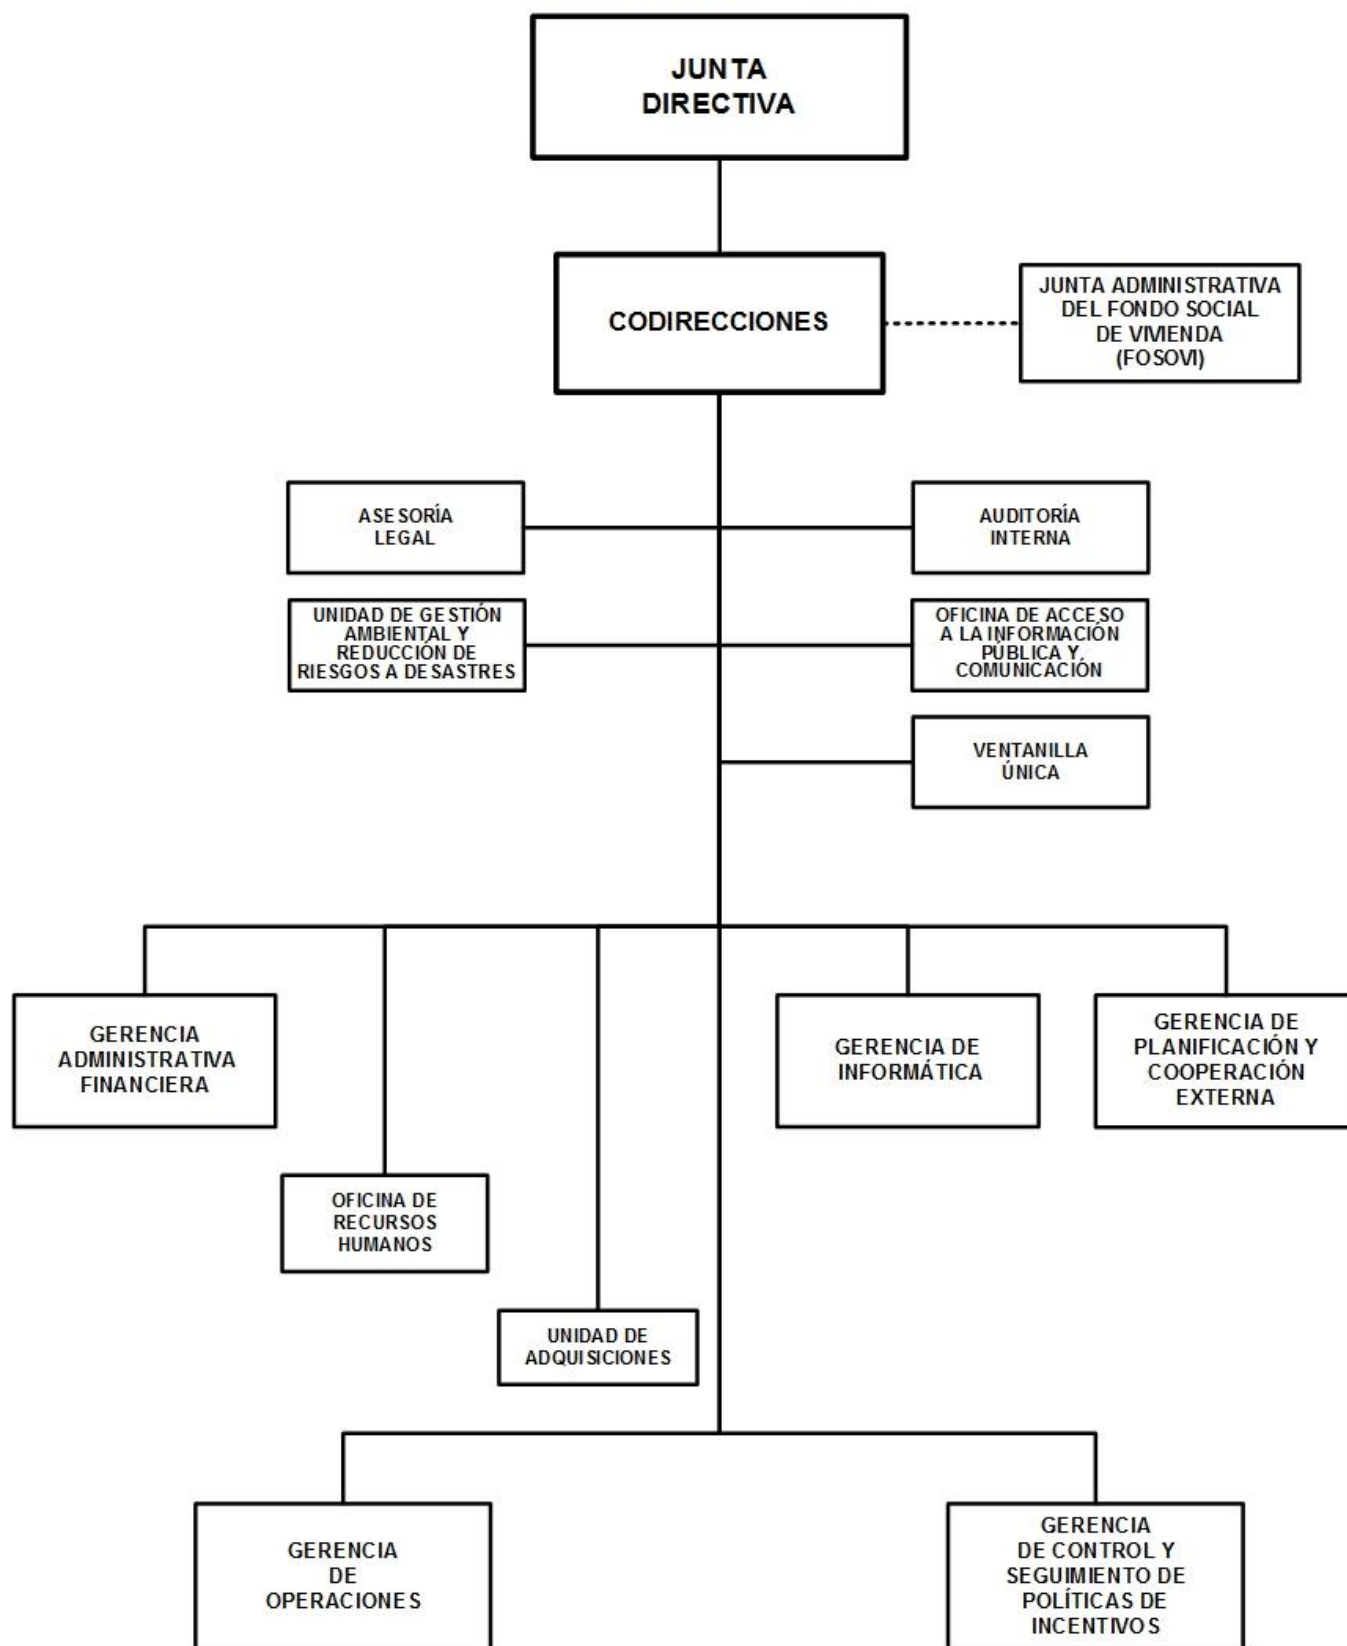 JUNTA
DIRECTIVA
CODIRECCIONES
JUNTA ADMINISTRATIVA
DEL FONDO SOCIAL
DE VIVIENDA
(FOSOVI)
ASESORÍA
LEGAL
AUDITORÍA
INTERNA
UNIDAD DE GESTIÓN
AMBIENTAL Y
REDUCCIÓN DE
RIESGOS A DESASTRES
OFICINA DE ACCESO
A LA INFORMACIÓN
PÚBLICA Y
COMUNICACIÓN
VENTANILLA
ÚNICA
GERENCIA
ADMINISTRATIVA
FINANCIERA
GERENCIA DE
INFORMÁTICA
GERENCIA DE
PLANIFICACIÓN Y
COOPERACIÓN
EXTERNA
OFICINA DE
RECURSOS
HUMANOS
UNIDAD DE
ADQUISICIONES
GERENCIA
DE
OPERACIONES
GERENCIA
DE CONTROL Y
SEGUIMIENTO DE
POLÍTICAS DE
INCENTIVOS